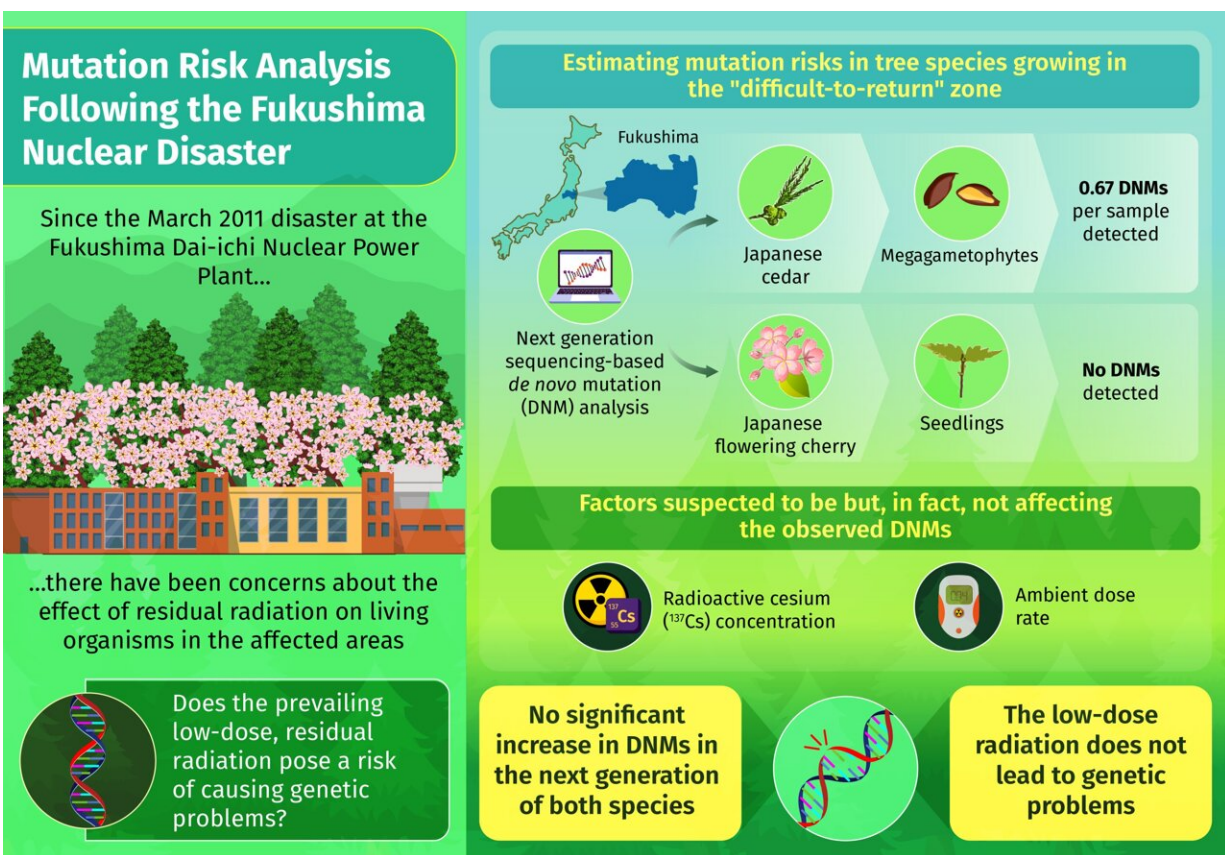 Mutation Risk Analysis
Following the Fukushima
Nuclear Disaster
Since the March 2011 disaster at the
Fukushima Dai-ichi Nuclear Power
Plant...
...there have been concerns about the
effect of residual radiation on living
organisms in the affected areas
Does the prevailing
low-dose, residual
radiation pose a risk
of causing genetic
problems?
Estimating mutation risks in tree species growing in
the "difficult-to-return" zone
Fukushima
Next generation
sequencing-based
de novo mutation
(DNM) analysis
Japanese
cedar
Megagametophytes
0.67 DNMs
per sample
detected
Japanese
flowering cherry
Seedlings
No DNMs
detected
Factors suspected to be but, in fact, not affecting
the observed DNMs
137
Cs
55
Radioactive cesium
(¹³⁷Cs) concentration
Ambient dose
rate
No significant
increase in DNMs in
the next generation
of both species
The low-dose
radiation does not
lead to genetic
problems